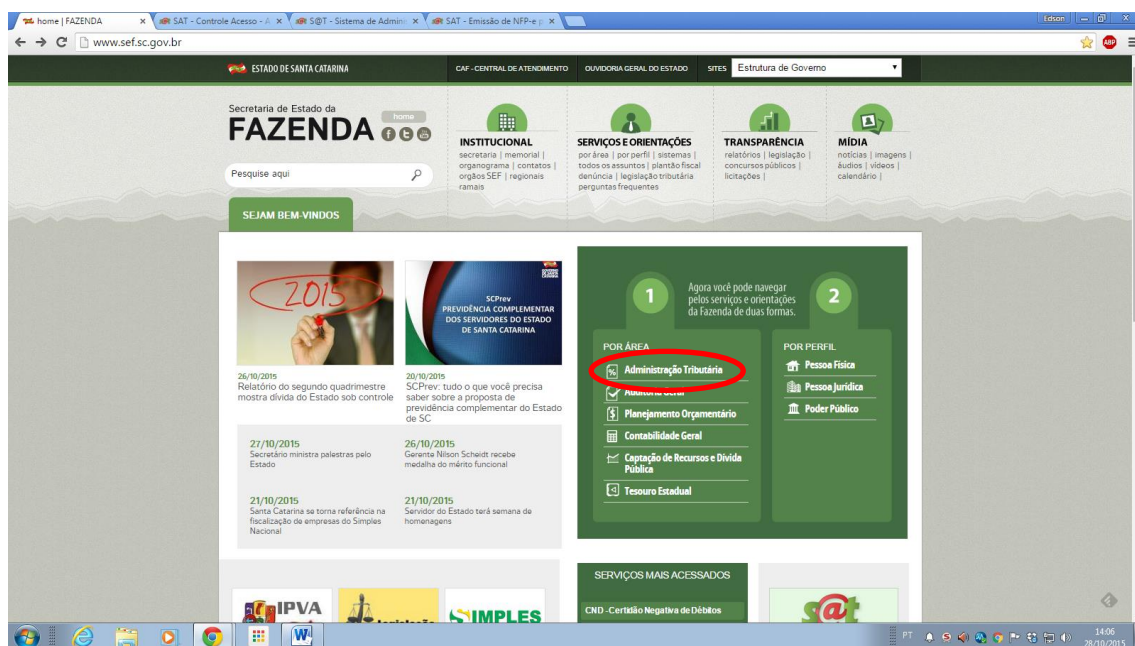 home | FAZENDA
SAT - Controle Acesso - A
S@T - Sistema de Admini
SAT - Emissão de NFP-e p
Edson
www.sef.sc.gov.br
ABP
ESTADO DE SANTA CATARINA
CAF - CENTRAL DE ATENDIMENTO
OUVIDORIA GERAL DO ESTADO
SITES
Estrutura de Governo
Secretaria de Estado da
FAZENDA
home
Pesquise aqui
INSTITUCIONAL
secretaria | memorial |
organograma | contatos |
orgãos SEF | regionais
ramais
SERVIÇOS E ORIENTAÇÕES
por área | por perfil | sistemas |
todos os assuntos | plantão fiscal
denúncia | legislação tributária
perguntas frequentes
TRANSPARÊNCIA
relatórios | legislação |
concursos públicos |
licitações |
MÍDIA
notícias | imagens |
áudios | vídeos |
calendário |
SEJAM BEM-VINDOS
2015
SCPrev
PREVIDÊNCIA COMPLEMENTAR
DOS SERVIDORES DO ESTADO
DE SANTA CATARINA
26/10/2015
Relatório do segundo quadrimestre
mostra dívida do Estado sob controle
20/10/2015
SCPrev: tudo o que você precisa
saber sobre a proposta de
previdência complementar do Estado
de SC
27/10/2015
Secretário ministra palestras pelo
Estado
26/10/2015
Gerente Nilson Scheidt recebe
medalha do mérito funcional
21/10/2015
Santa Catarina se torna referência na
fiscalização de empresas do Simples
Nacional
21/10/2015
Servidor do Estado terá semana de
homenagens
1
Agora você pode navegar
pelos serviços e orientações
da Fazenda de duas formas.
2
POR ÁREA
Administração Tributária
Auditoria Geral
Planejamento Orçamentário
Contabilidade Geral
Captação de Recursos e Dívida
Pública
Tesouro Estadual
POR PERFIL
Pessoa Física
Pessoa Jurídica
Poder Público
IPVA
SIMPLES
SERVIÇOS MAIS ACESSADOS
CND - Certidão Negativa de Débitos
s@t
PT
14:06
28/10/2015